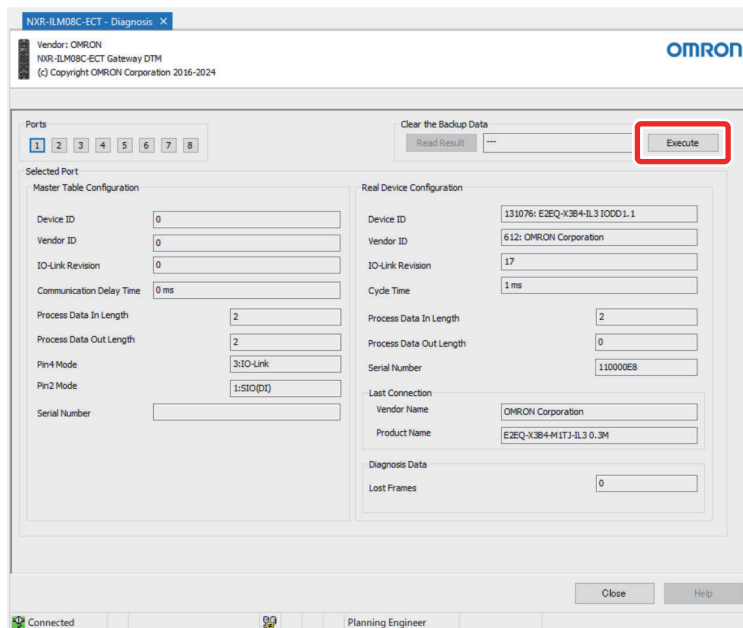 NXR-ILM08C-ECT - Diagnosis ×
Vendor: OMRON
NXR-ILM08C-ECT Gateway DTM
(c) Copyright OMRON Corporation 2016-2024
OMRON
Ports
1 2 3 4 5 6 7 8
Clear the Backup Data
Read Result --- Execute
Selected Port
Master Table Configuration
Device ID 0
Vendor ID 0
IO-Link Revision 0
Communication Delay Time 0 ms
Process Data In Length 2
Process Data Out Length 2
Pin4 Mode 3:IO-Link
Pin2 Mode 1:SIO(DI)
Serial Number
Real Device Configuration
Device ID 131076: E2EQ-X3B4-IL3 IODD1.1
Vendor ID 612: OMRON Corporation
IO-Link Revision 17
Cycle Time 1 ms
Process Data In Length 2
Process Data Out Length 0
Serial Number 110000E8
Last Connection
Vendor Name OMRON Corporation
Product Name E2EQ-X3B4-M1TJ-IL3 0.3M
Diagnosis Data
Lost Frames 0
Close Help
Connected Planning Engineer